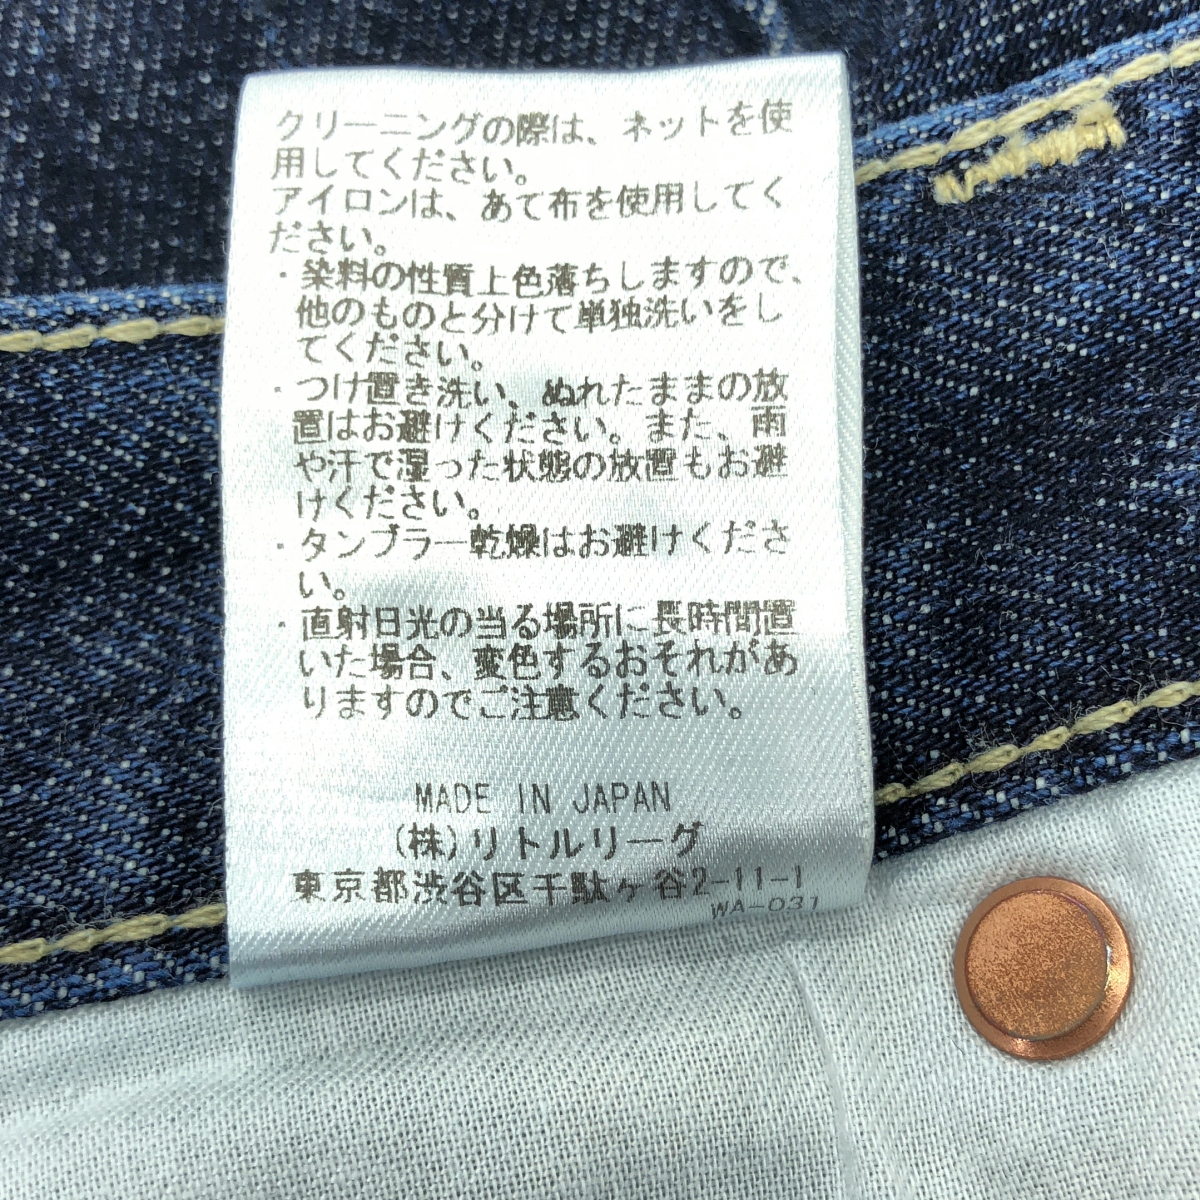 クリーニングの際は、ネットを使
用してください。
アイロンは、あて布を使用してく
ださい。
・染料の性質上色落ちしますので、
他のものと分けて単独洗いをし
てください。
・つけ置き洗い、ぬれたままの放
置はお避けください。また、雨
や汗で湿った状態の放置もお避
けください。
・タンブラー乾燥はお避けくださ
い。
・直射日光の当る場所に長時間置
いた場合、変色するおそれがあ
りますのでご注意ください。
MADE IN JAPAN
(株)リトルリーグ
東京都渋谷区千駄ヶ谷2-11-1
WA-031